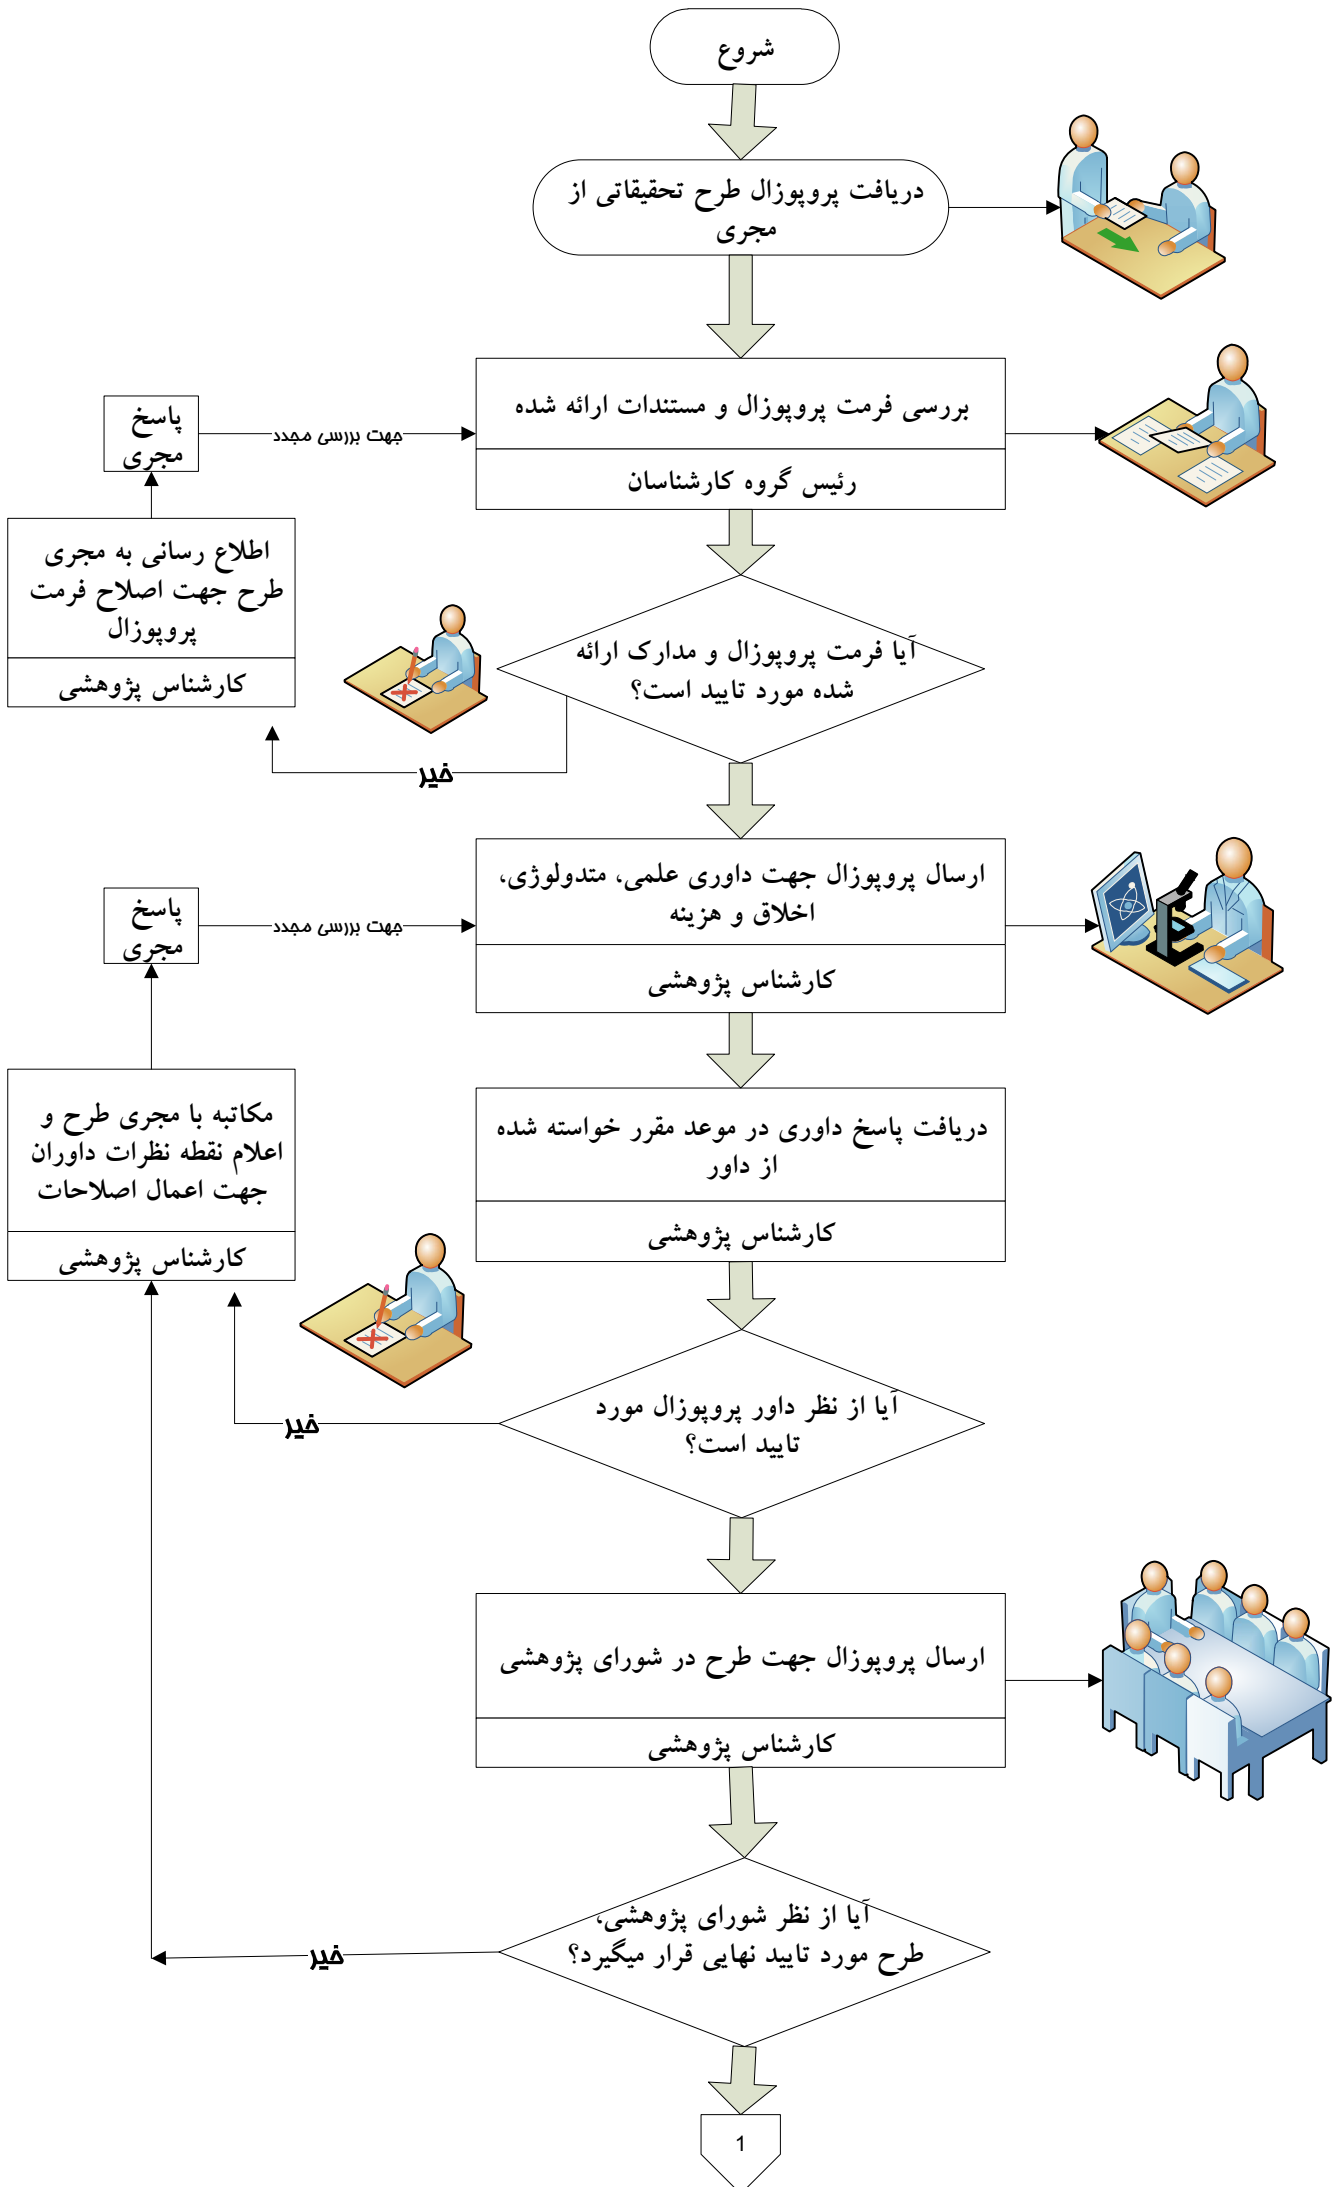 شروع
دریافت پروپوزال طرح تحقیقاتی از
مجری
بررسی فرمت پروپوزال و مستندات ارائه شده
رئیس گروه کارشناسان
جهت بررسی مجدد
پاسخ
مجری
اطلاع رسانی به مجری
طرح جهت اصلاح فرمت
پروپوزال
کارشناس پژوهشی
آیا فرمت پروپوزال و مدارک ارائه
شده مورد تایید است؟
خیر
ارسال پروپوزال جهت داوری علمی، متدولوژی،
اخلاق و هزینه
کارشناس پژوهشی
جهت بررسی مجدد
پاسخ
مجری
دریافت پاسخ داوری در موعد مقرر خواسته شده
از داور
کارشناس پژوهشی
مکاتبه با مجری طرح و
اعلام نقطه نظرات داوران
جهت اعمال اصلاحات
کارشناس پژوهشی
آیا از نظر داور پروپوزال مورد
تایید است؟
خیر
ارسال پروپوزال جهت طرح در شورای پژوهشی
کارشناس پژوهشی
آیا از نظر شورای پژوهشی،
طرح مورد تایید نهایی قرار میگیرد؟
خیر
1